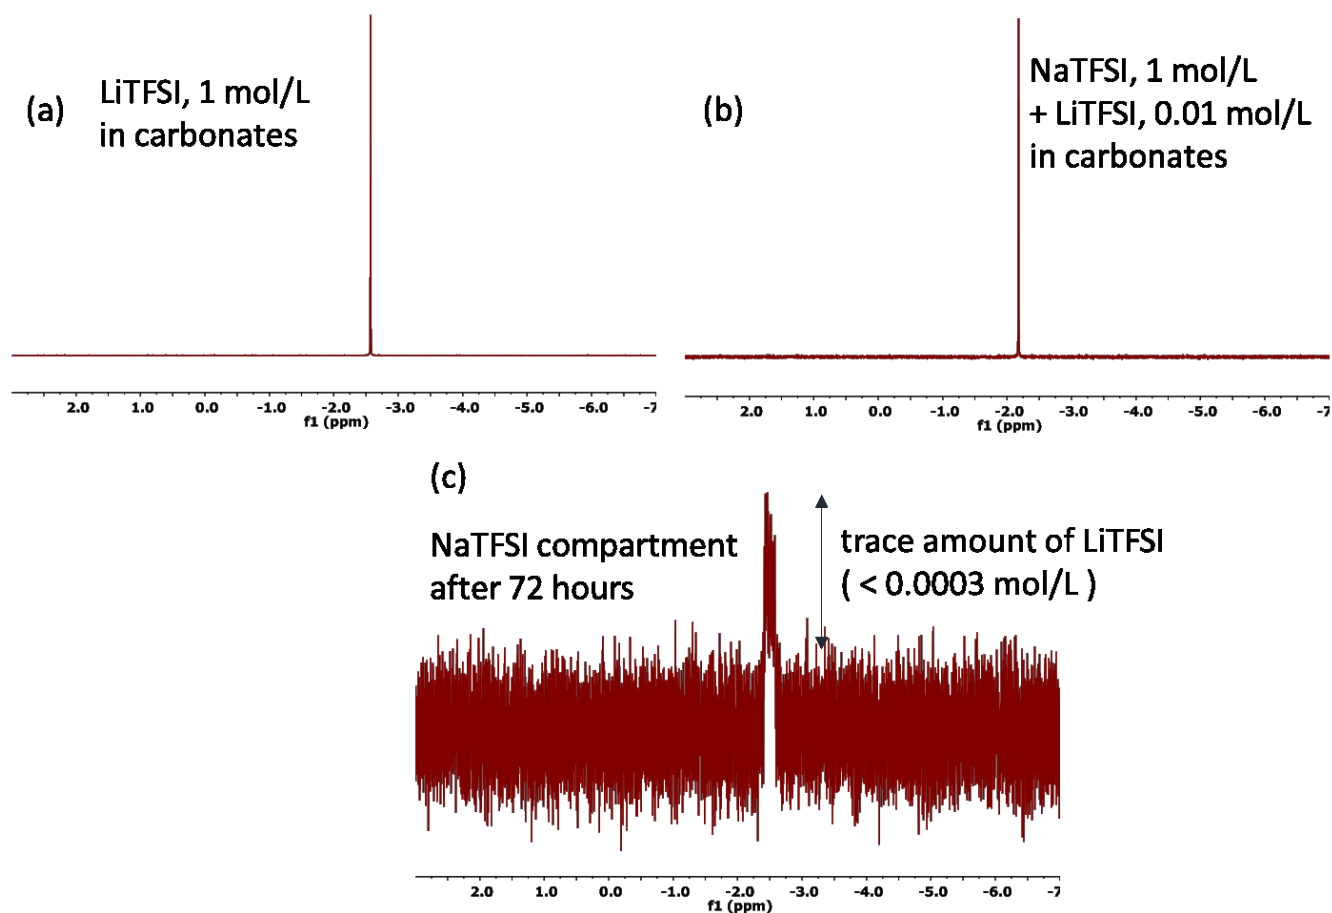 (a)
LiTFSI, 1 mol/L
in carbonates
2.0 1.0 0.0 -1.0 -2.0 -3.0 -4.0 -5.0 -6.0 -7
f1 (ppm)
(b)
NaTFSI, 1 mol/L
+ LiTFSI, 0.01 mol/L
in carbonates
2.0 1.0 0.0 -1.0 -2.0 -3.0 -4.0 -5.0 -6.0 -7
f1 (ppm)
(c)
NaTFSI compartment
after 72 hours
trace amount of LiTFSI
( < 0.0003 mol/L )
2.0 1.0 0.0 -1.0 -2.0 -3.0 -4.0 -5.0 -6.0 -7
f1 (ppm)